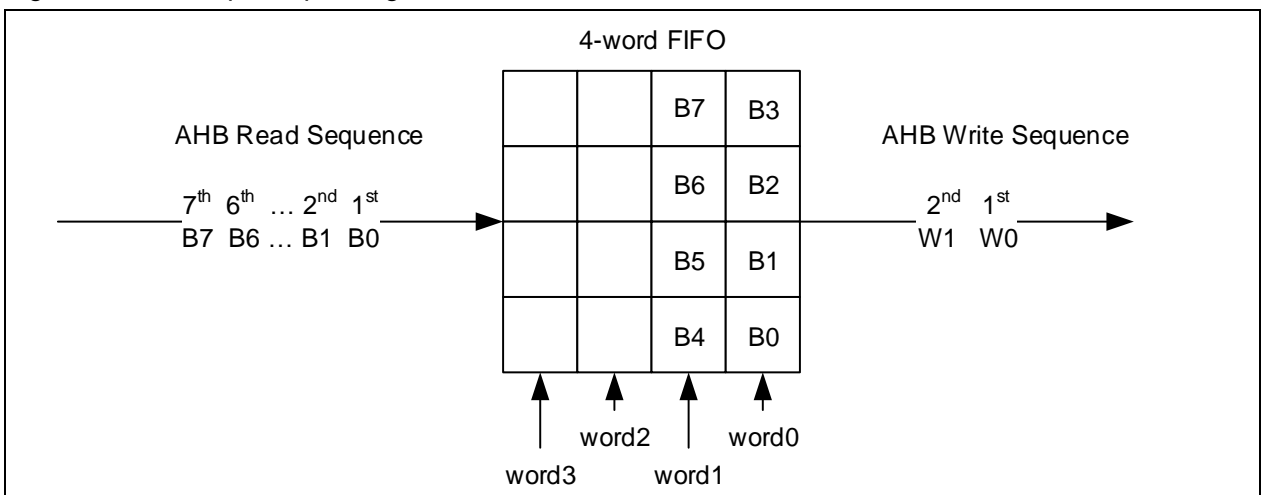 4-word FIFO
B7 B3
AHB Read Sequence
AHB Write Sequence
B6 B2
7th 6th … 2nd 1st
2nd 1st
B7 B6 … B1 B0
W1 W0
B5 B1
B4 B0
word2 word0
word3 word1